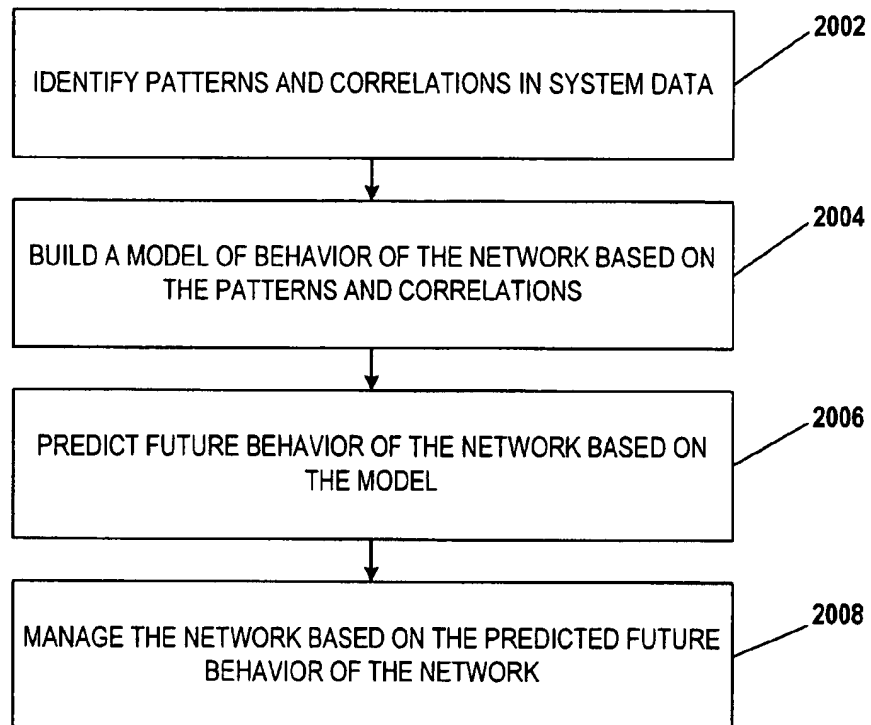 2002
IDENTIFY PATTERNS AND CORRELATIONS IN SYSTEM DATA
2004
BUILD A MODEL OF BEHAVIOR OF THE NETWORK BASED ON
THE PATTERNS AND CORRELATIONS
2006
PREDICT FUTURE BEHAVIOR OF THE NETWORK BASED ON
THE MODEL
2008
MANAGE THE NETWORK BASED ON THE PREDICTED FUTURE
BEHAVIOR OF THE NETWORK